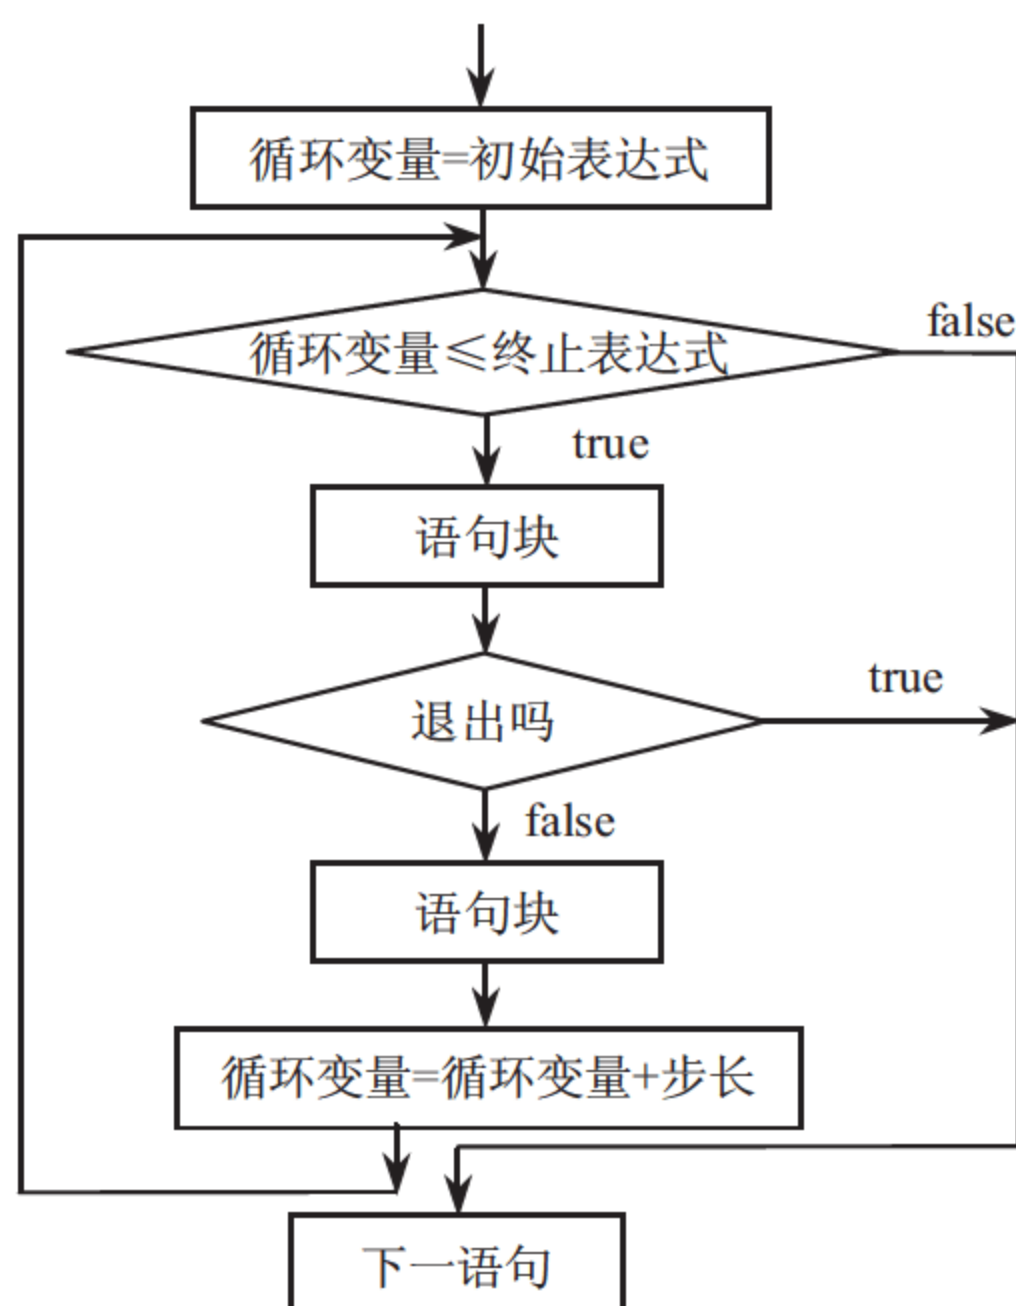 循环变量=初始表达式
循环变量≤终止表达式
false
true
语句块
退出吗
true
false
语句块
循环变量=循环变量+步长
下一语句